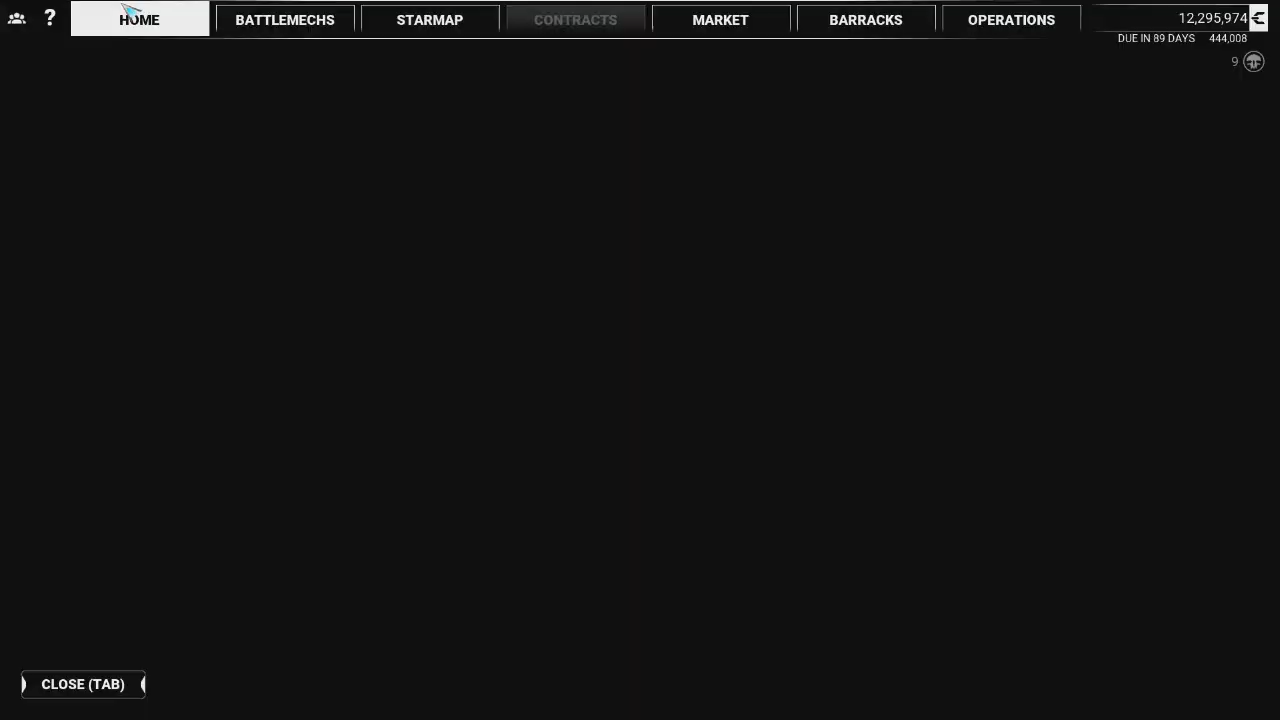 ? HOME BATTLEMECHS STARMAP CONTRACTS MARKET BARRACKS OPERATIONS 12,295,974
DUE IN 89 DAYS 444,008
9
CLOSE (TAB)